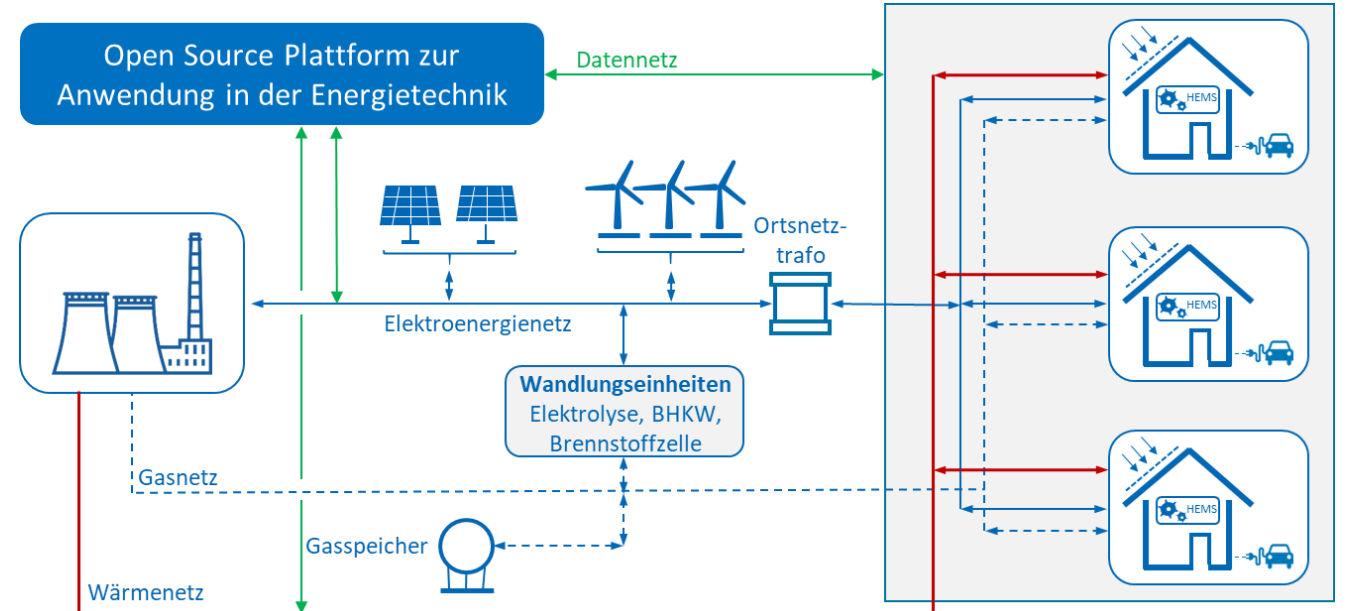 Open Source Plattform zur
Anwendung in der Energietechnik
Datennetz
HEMS
Ortsnetz-
trafo
Elektroenergienetz
HEMS
Wandlungseinheiten
Elektrolyse, BHKW,
Brennstoffzelle
Gasnetz
HEMS
Gasspeicher
Wärmenetz